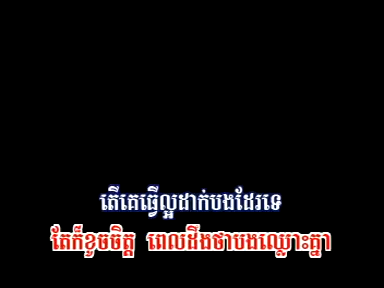 តើគេធ្វើល្អដាក់បងដែរទេ
តែក៏ខូចចិត្ត ពេលដឹងថាបងឈ្លោះគ្នា